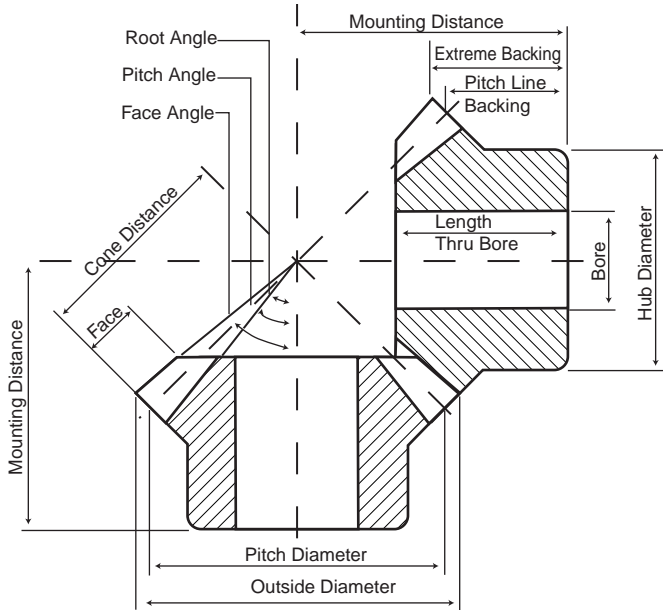 Mounting Distance
Root Angle
Extreme Backing
Pitch Angle
Pitch Line
Backing
Face Angle
Cone Distance
Length
Thru Bore
Bore
Hub Diameter
Face
Mounting Distance
Pitch Diameter
Outside Diameter